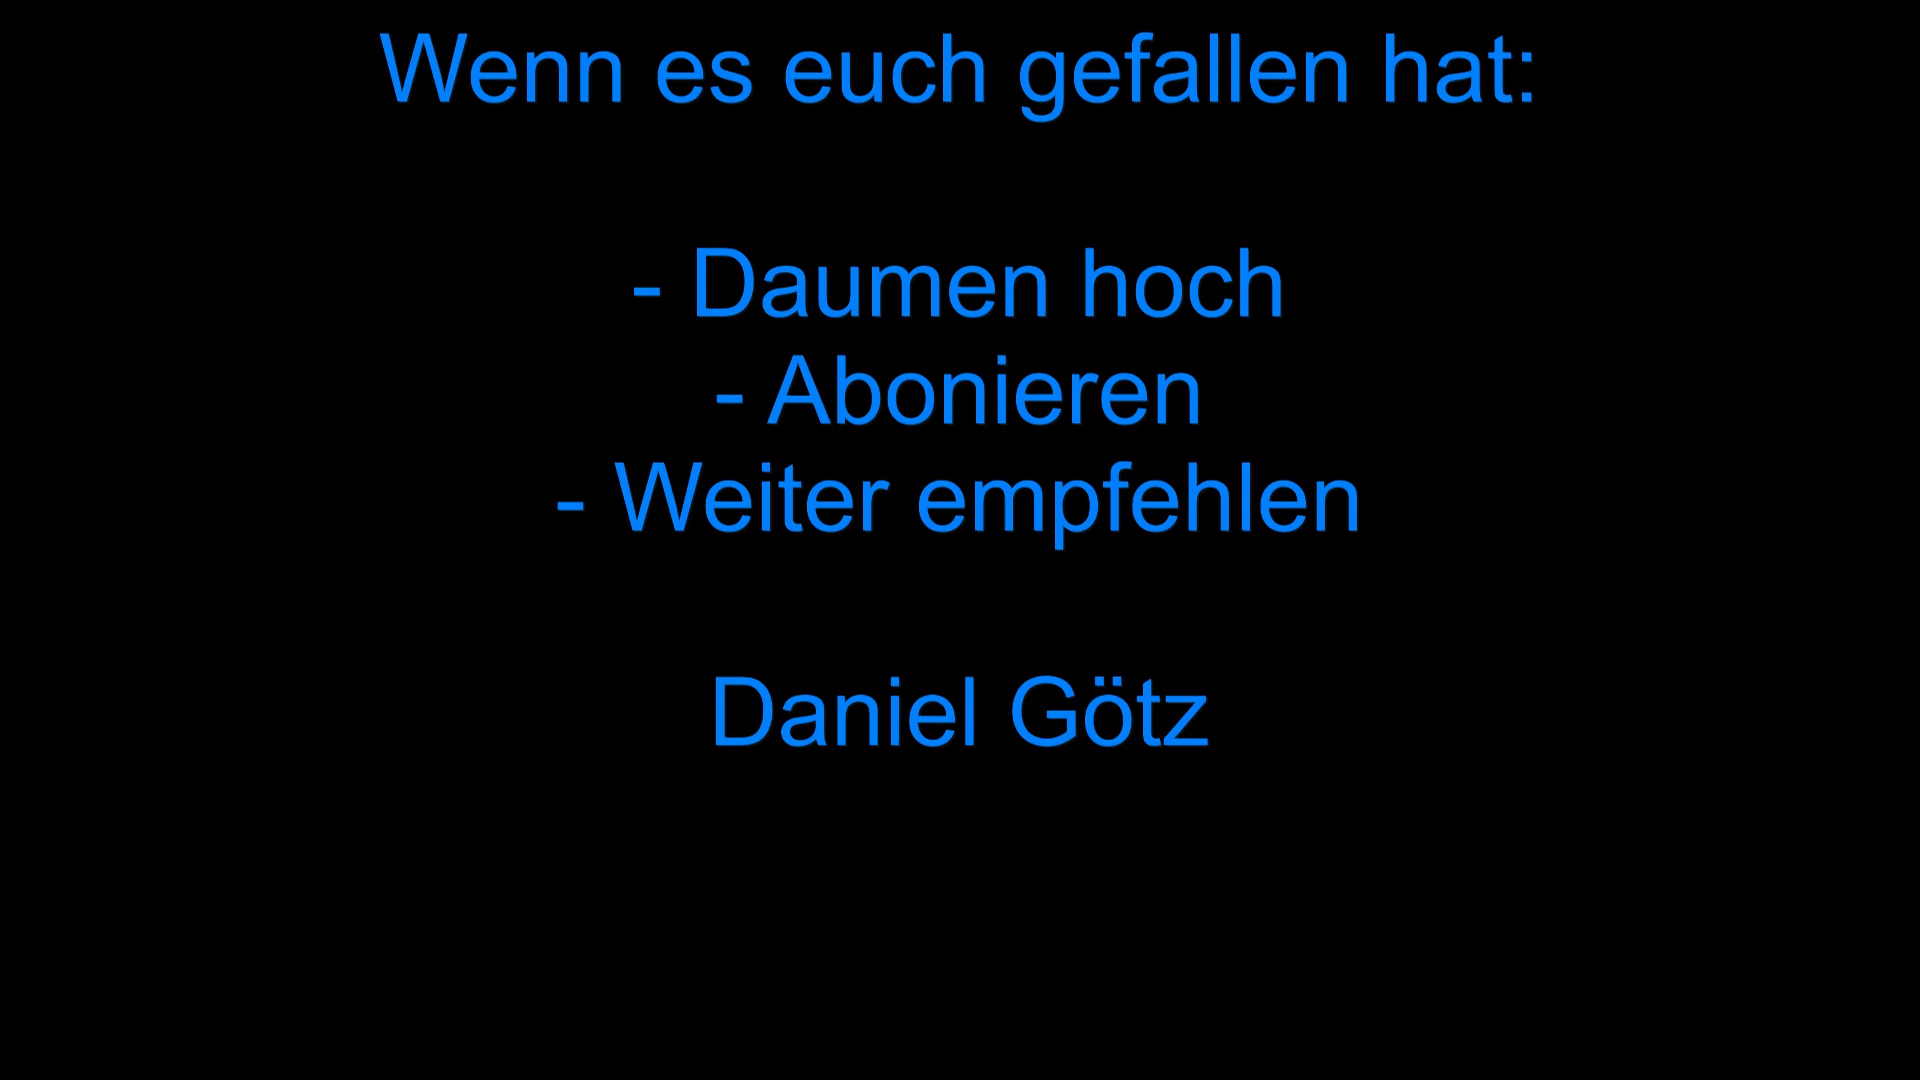 Wenn es euch gefallen hat:
- Daumen hoch
- Abonieren
- Weiter empfehlen
Daniel Götz